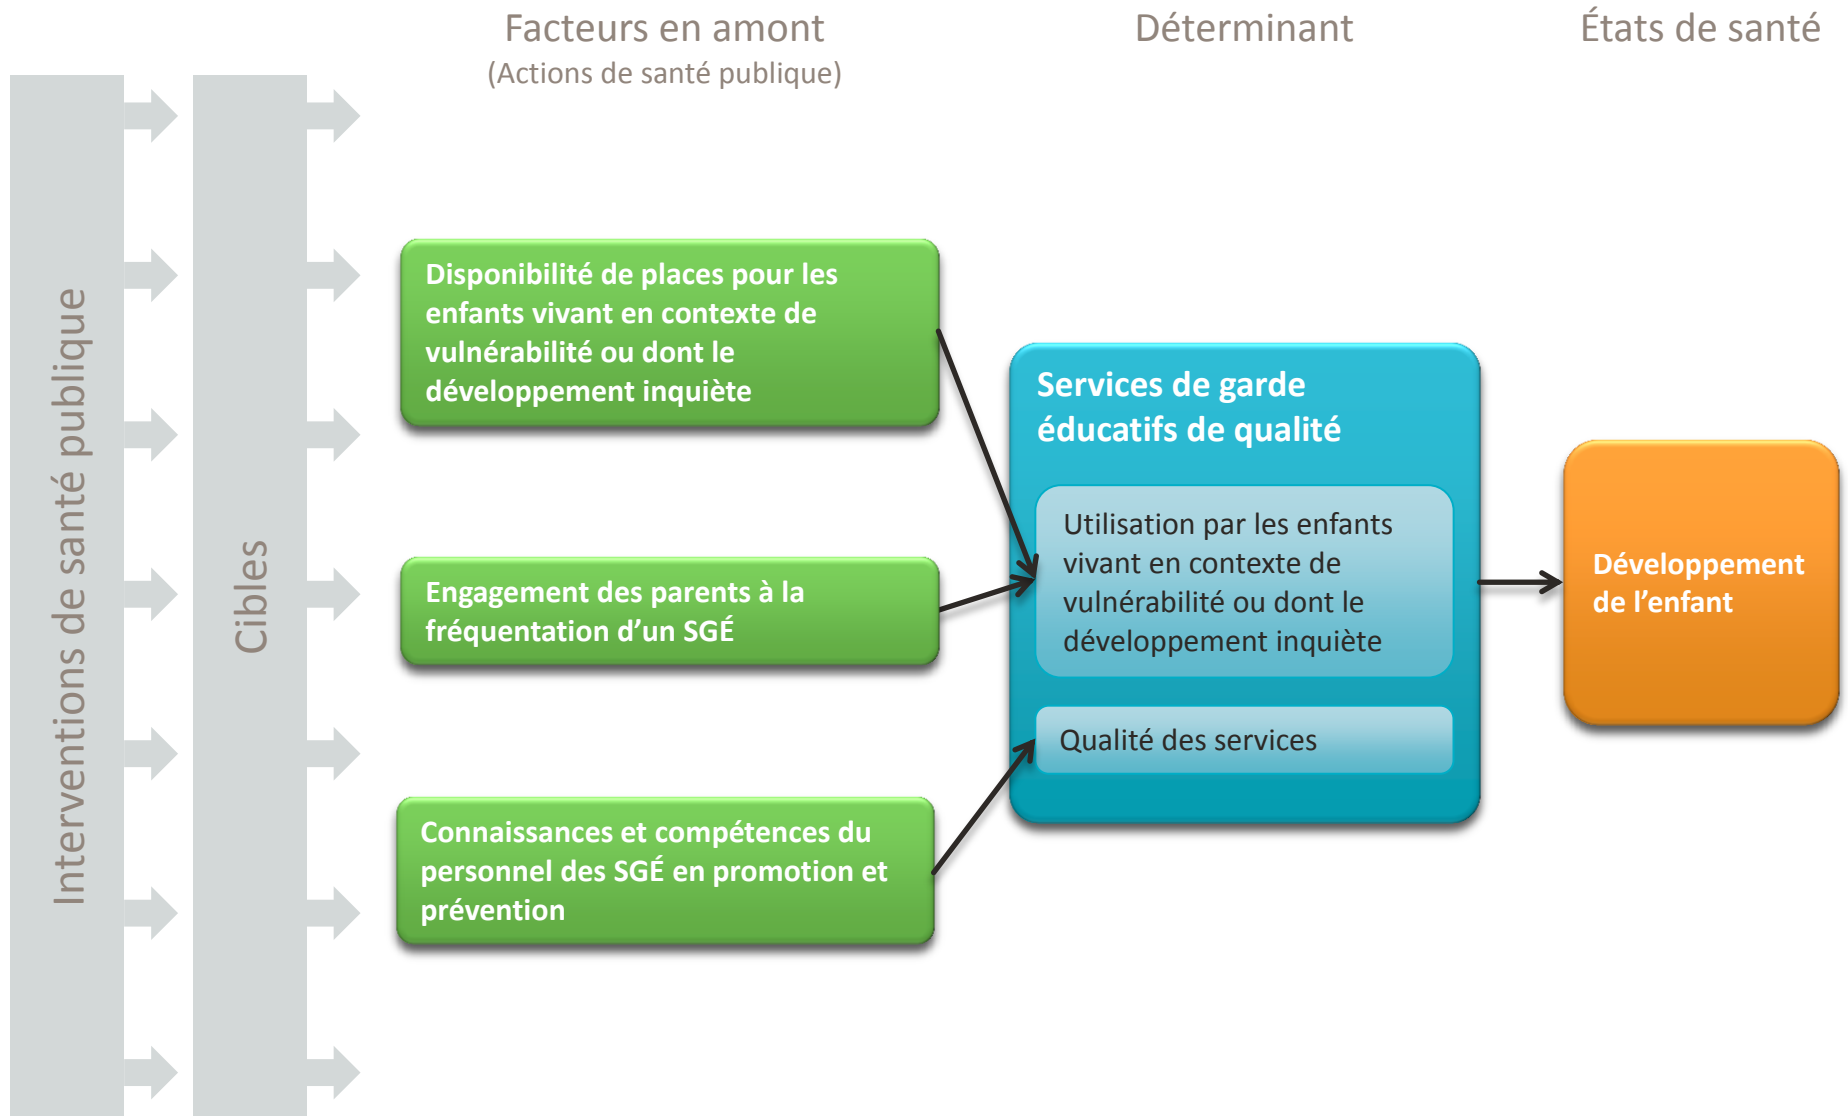 Facteurs en amont
(Actions de santé publique)
Déterminant
États de santé
Interventions de santé publique
Cibles
Disponibilité de places pour les
enfants vivant en contexte de
vulnérabilité ou dont le
développement inquiète
Engagement des parents à la
fréquentation d’un SGÉ
Connaissances et compétences du
personnel des SGÉ en promotion et
prévention
Services de garde
éducatifs de qualité
Utilisation par les enfants
vivant en contexte de
vulnérabilité ou dont le
développement inquiète
Qualité des services
Développement
de l’enfant